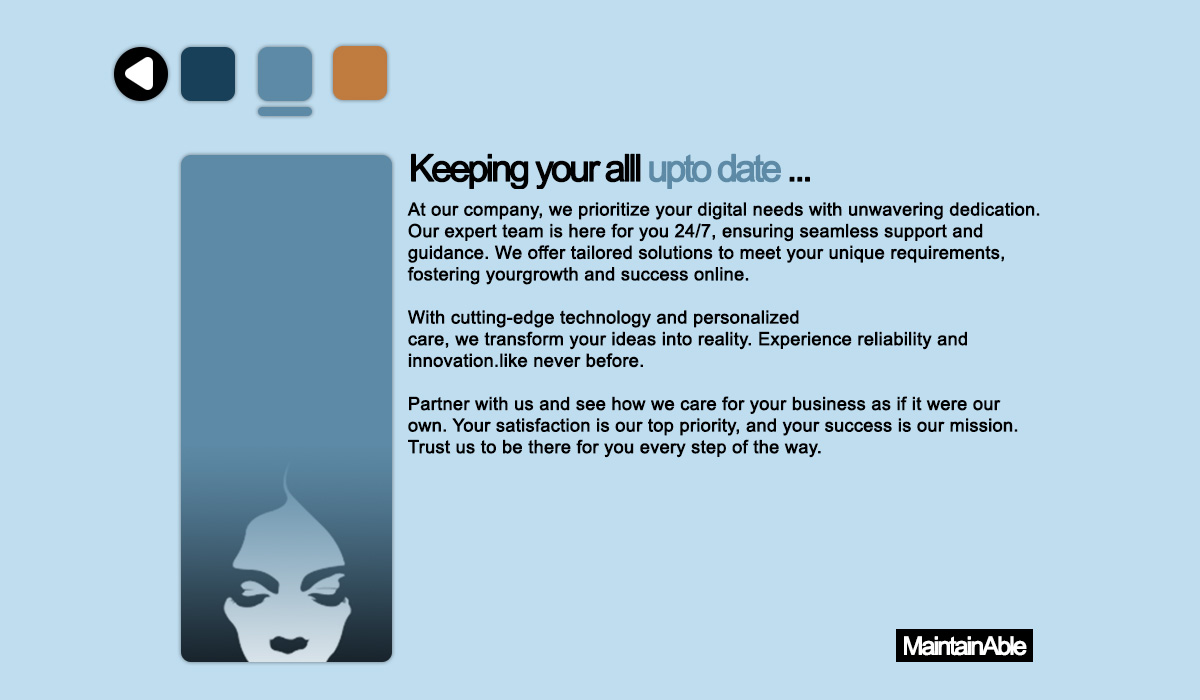 Keeping your alll upto date ...
At our company, we prioritize your digital needs with unwavering dedication.
Our expert team is here for you 24/7, ensuring seamless support and
guidance. We offer tailored solutions to meet your unique requirements,
fostering yourgrowth and success online.
With cutting-edge technology and personalized
care, we transform your ideas into reality. Experience reliability and
innovation.like never before.
Partner with us and see how we care for your business as if it were our
own. Your satisfaction is our top priority, and your success is our mission.
Trust us to be there for you every step of the way.
MaintainAble